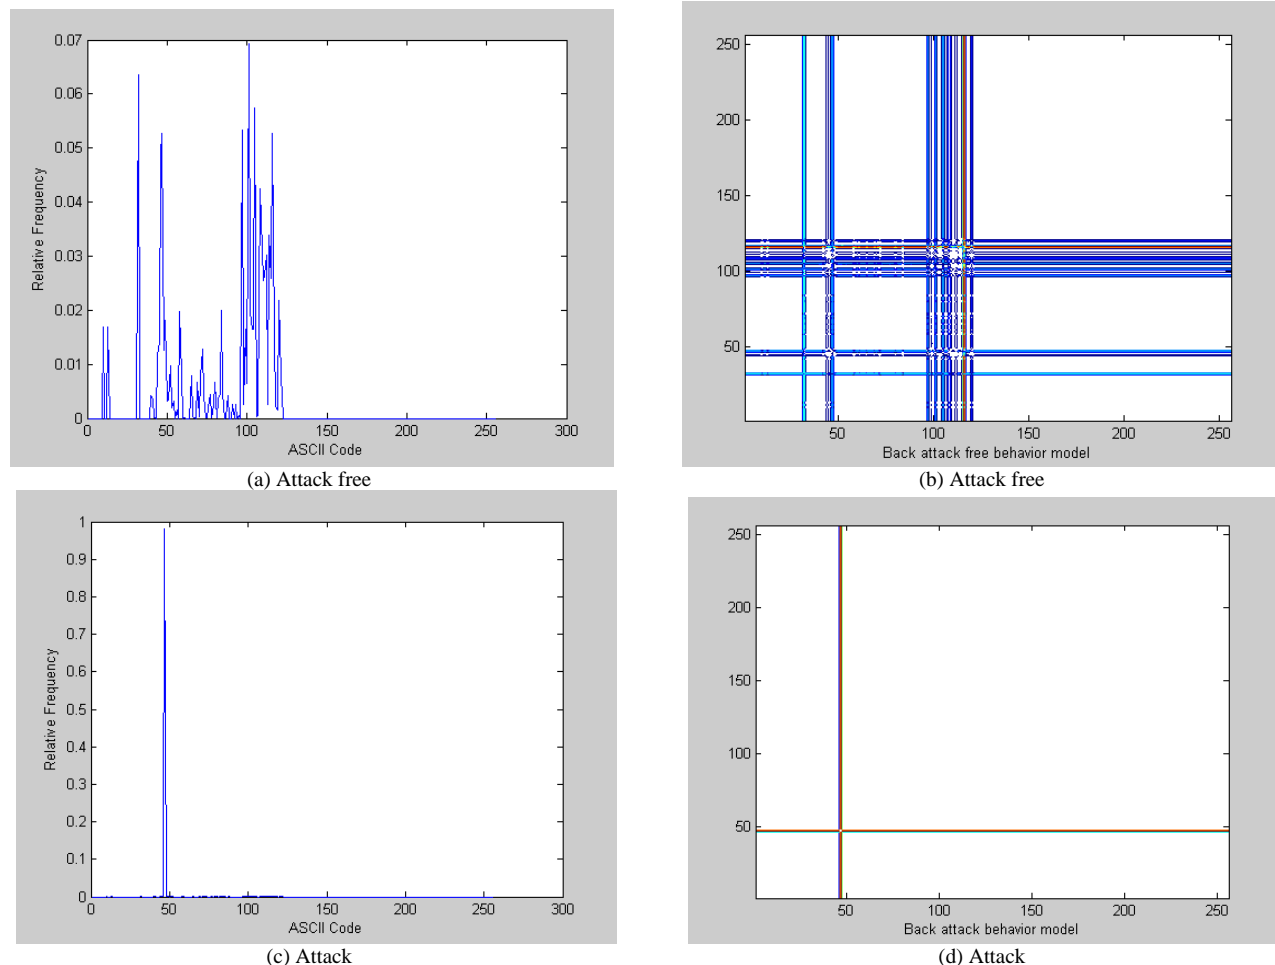 0.07
0.06
0.05
0.04
0.03
0.02
0.01
0
Relative Frequency
0 50 100 150 200 250 300
ASCII Code
(a) Attack free
250
200
150
100
50
50 100 150 200 250
Back attack free behavior model
(b) Attack free
1
0.9
0.8
0.7
0.6
0.5
0.4
0.3
0.2
0.1
0
Relative Frequency
0 50 100 150 200 250 300
ASCII Code
(c) Attack
250
200
150
100
50
50 100 150 200 250
Back attack behavior model
(d) Attack